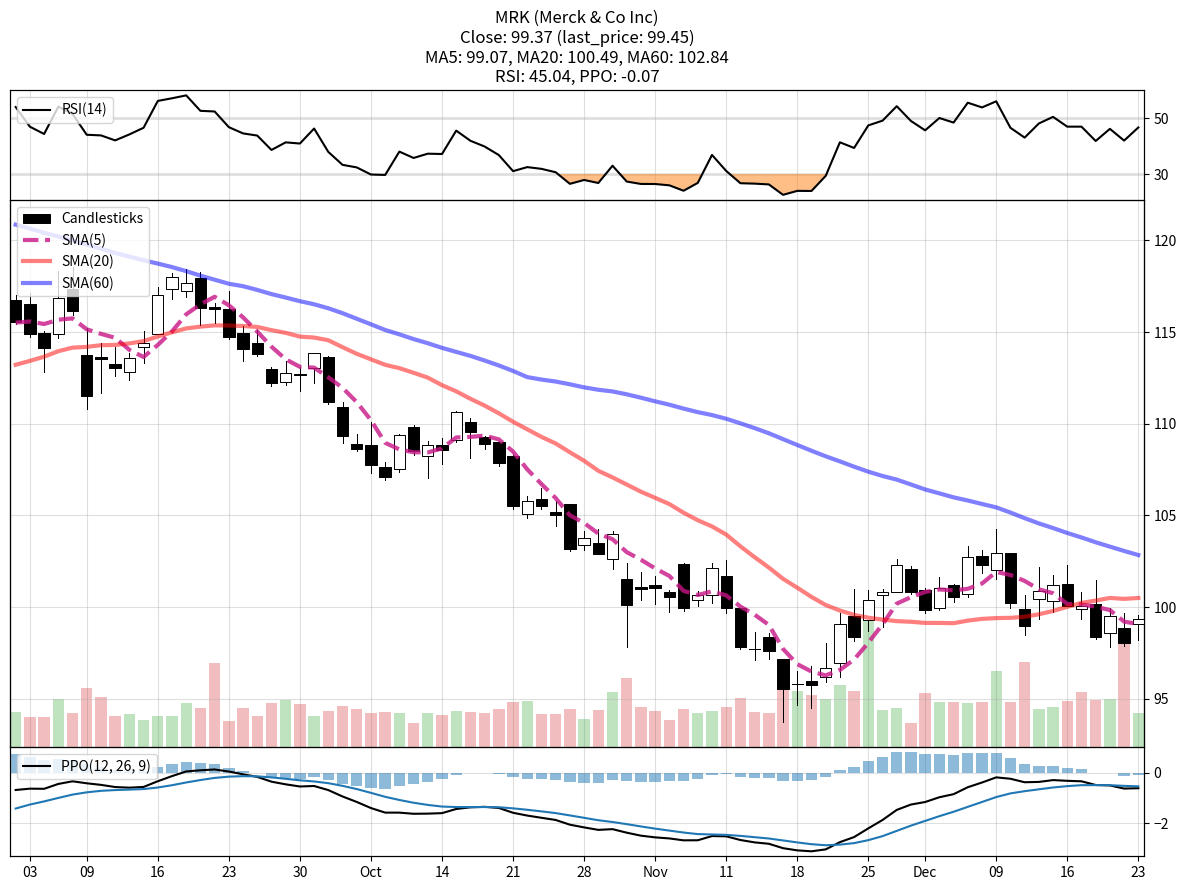 MRK (Merck & Co Inc)
Close: 99.37 (last_price: 99.45)
MA5: 99.07, MA20: 100.49, MA60: 102.84
RSI: 45.04, PPO: -0.07
RSI(14)
50
30
Candlesticks
SMA(5)
SMA(20)
SMA(60)
120
115
110
105
100
95
PPO(12, 26, 9)
0
−2
03 09 16 23 30 Oct 14 21 28 Nov 11 18 25 Dec 09 16 23